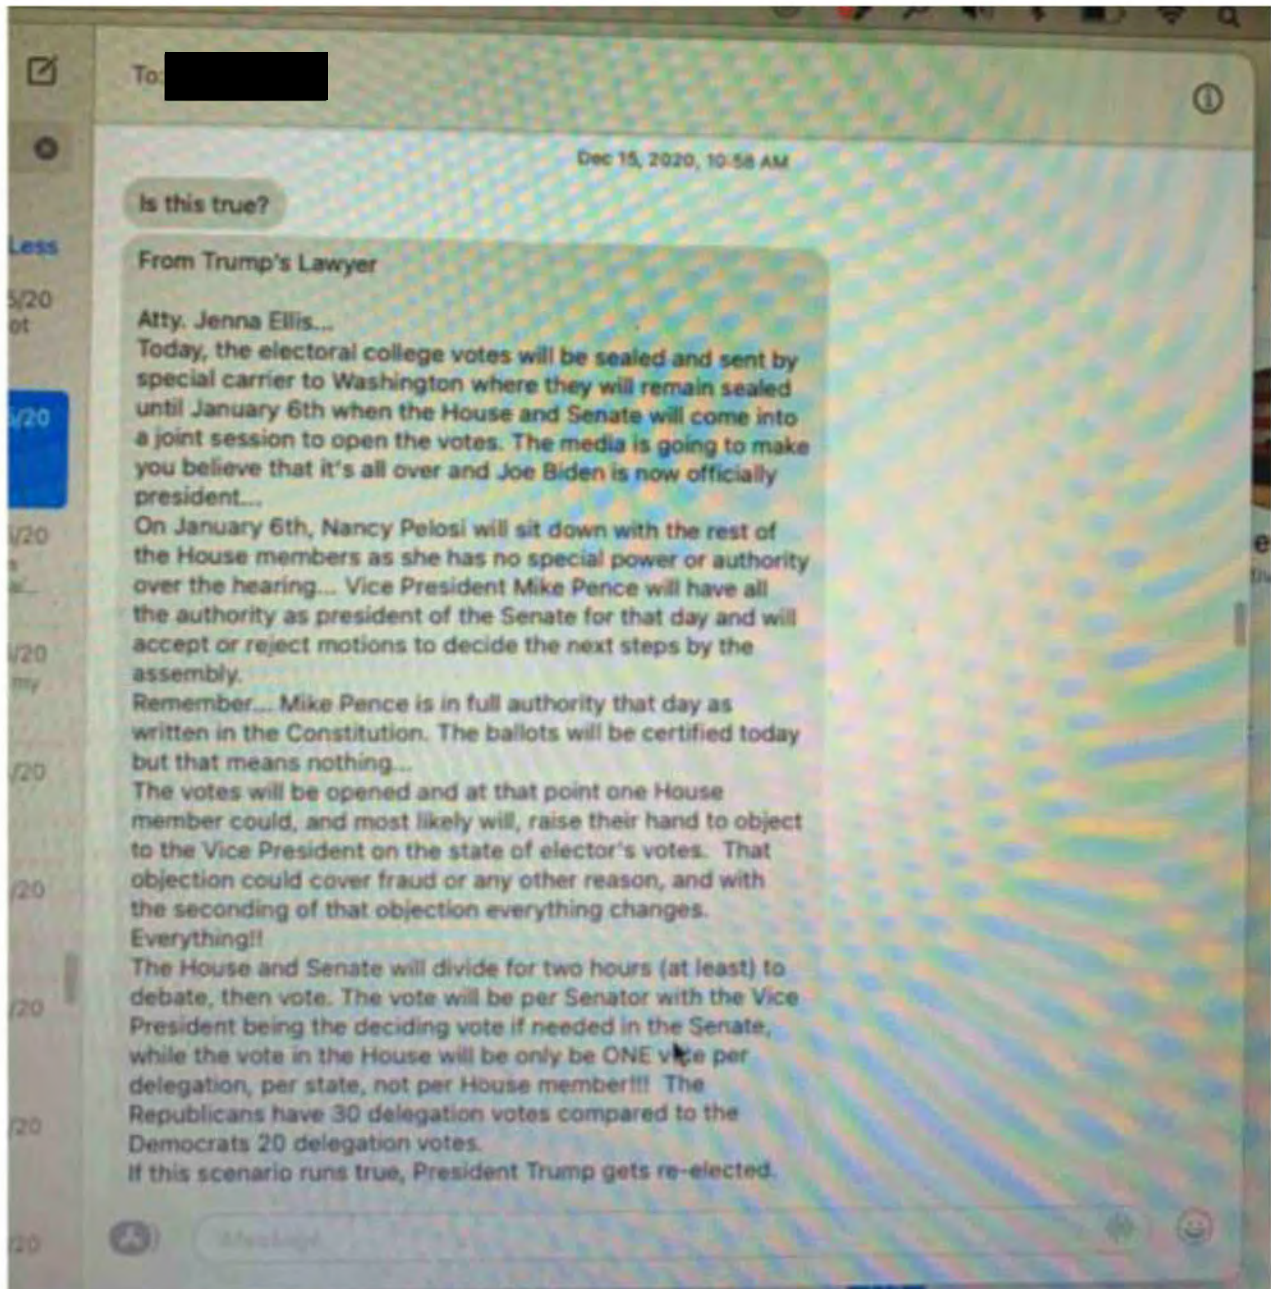 To:
Dec 15, 2020, 10:58 AM
Is this true?
Less
From Trump's Lawyer
5/20
ot
Atty. Jenna Ellis...
Today, the electoral college votes will be sealed and sent by
special carrier to Washington where they will remain sealed
until January 6th when the House and Senate will come into
/20
a joint session to open the votes. The media is going to make
you believe that it's all over and Joe Biden is now officially
president...
On January 6th, Nancy Pelosi will sit down with the rest of
/20
the House members as she has no special power or authority
over the hearing... Vice President Mike Pence will have all
the authority as president of the Senate for that day and will
accept or reject motions to decide the next steps by the
/20
assembly.
my
Remember... Mike Pence is in full authority that day as
written in the Constitution. The ballots will be certified today
but that means nothing...
/20
The votes will be opened and at that point one House
member could, and most likely will, raise their hand to object
to the Vice President on the state of elector's votes. That
objection could cover fraud or any other reason, and with
/20
the seconding of that objection everything changes.
Everything!!
The House and Senate will divide for two hours (at least) to
debate, then vote. The vote will be per Senator with the Vice
/20
President being the deciding vote if needed in the Senate,
while the vote in the House will be only be ONE vote per
delegation, per state, not per House member!!! The
Republicans have 30 delegation votes compared to the
/20
Democrats 20 delegation votes.
If this scenario runs true, President Trump gets re-elected.
/20